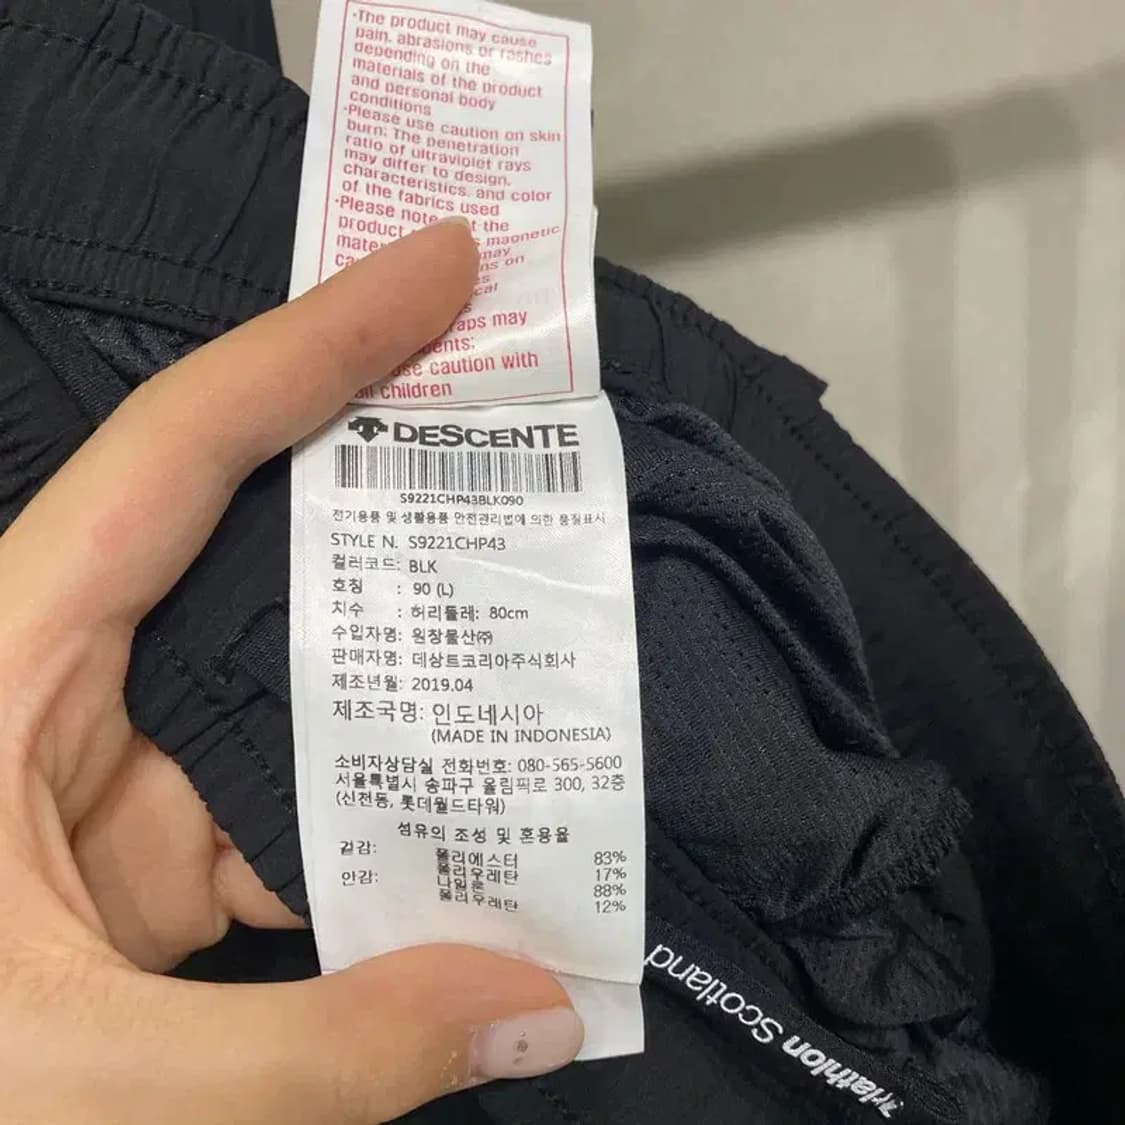 ·The product may cause
pain, abrasions or rashes
depending on the
materials of the product
and personal body
conditions
·Please use caution on skin
burn; The penetration
ratio of ultraviolet rays
may differ to design,
characteristics, and color
of the fabrics used
·Please note the
product magnetic
may
on
may
use caution with
children
DESCENTE
S9221CHP43BLK090
전기용품 및 생활용품 안전관리법에 의한 품질표시
STYLE N. S9221CHP43
컬러코드: BLK
호칭 : 90 (L)
치수 : 허리둘레: 80cm
수입자명: 원창물산㈜
판매자명: 데상트코리아주식회사
제조년월: 2019.04
제조국명: 인도네시아
(MADE IN INDONESIA)
소비자상담실 전화번호: 080-565-5600
서울특별시 송파구 올림픽로 300, 32층
(신천동, 롯데월드타워)
섬유의 조성 및 혼용율
겉감: 폴리에스터 83%
폴리우레탄 17%
안감: 나일론 88%
폴리우레탄 12%
triathlon Scotland